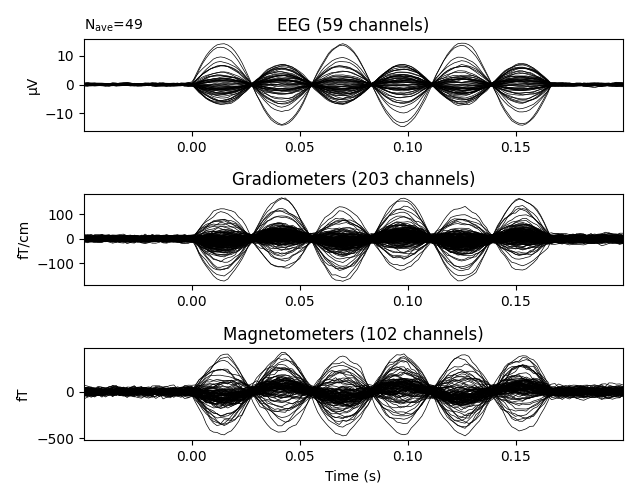 Nave=49
EEG (59 channels)
µV
10
0
−10
0.00 0.05 0.10 0.15
Gradiometers (203 channels)
fT/cm
100
0
−100
0.00 0.05 0.10 0.15
Magnetometers (102 channels)
fT
0
−500
0.00 0.05 0.10 0.15
Time (s)